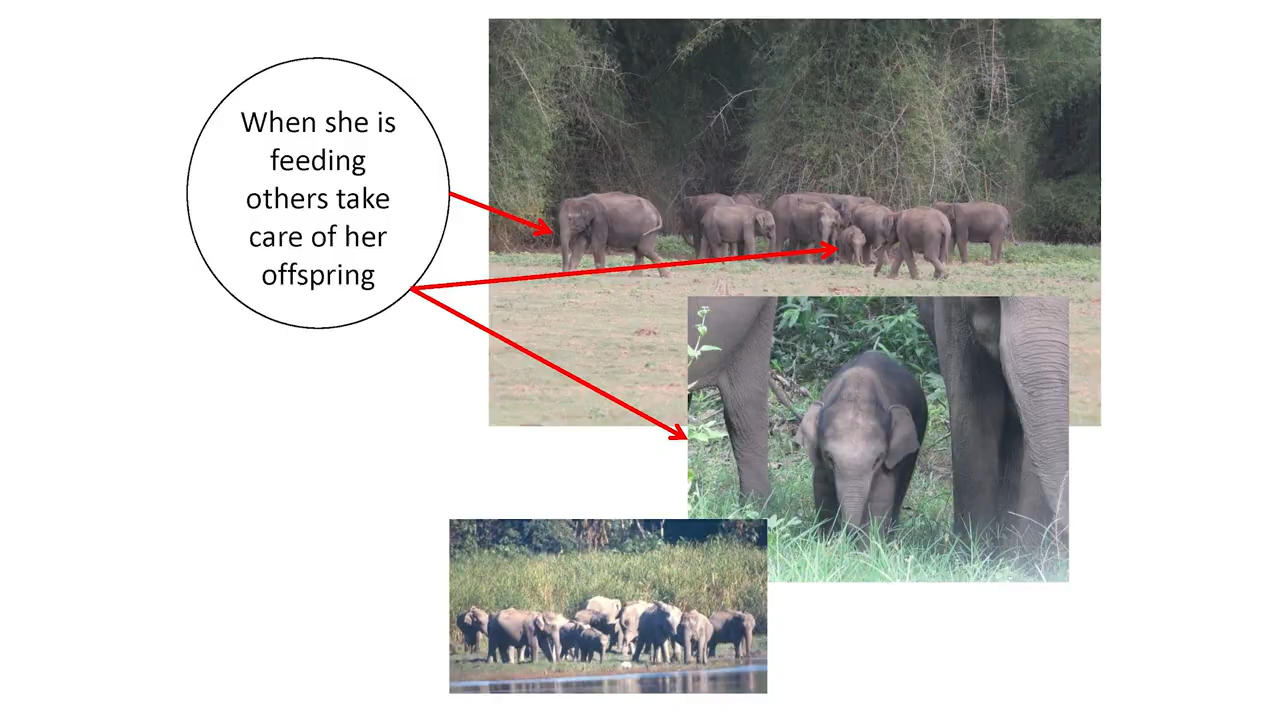 When she is
feeding
others take
care of her
offspring